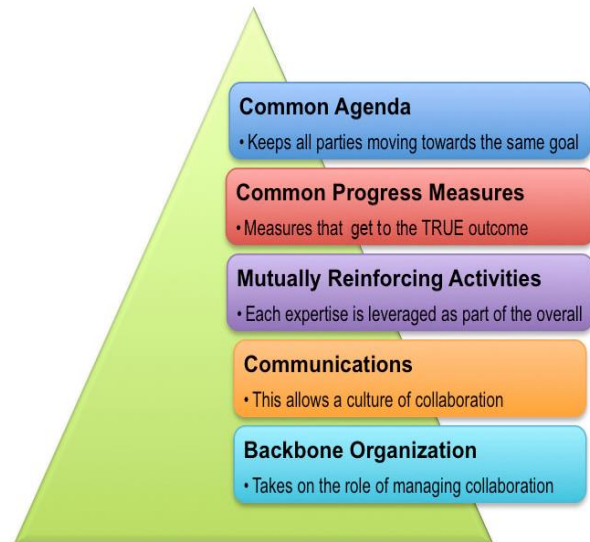 Common Agenda
• Keeps all parties moving towards the same goal
Common Progress Measures
• Measures that get to the TRUE outcome
Mutually Reinforcing Activities
• Each expertise is leveraged as part of the overall
Communications
• This allows a culture of collaboration
Backbone Organization
• Takes on the role of managing collaboration